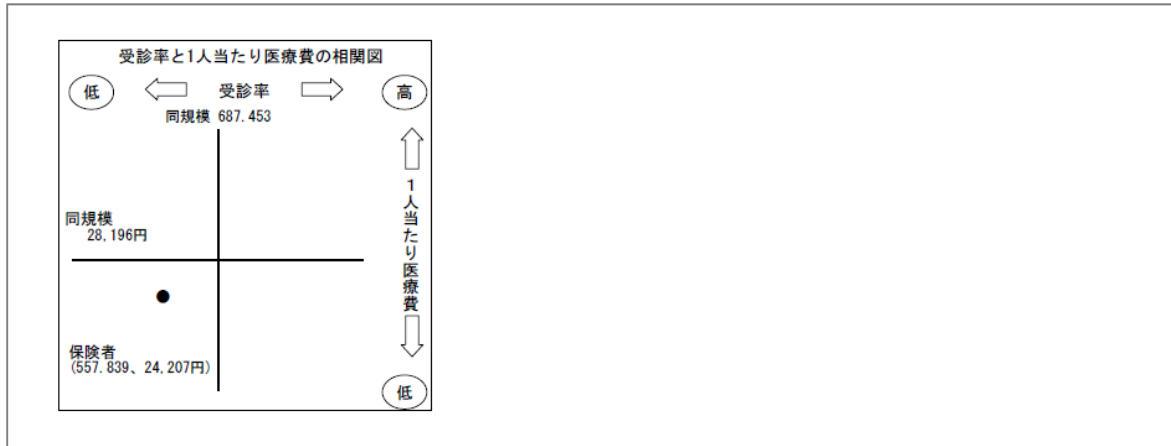 受診率と1人当たり医療費の相関図
低 受診率 高
同規模 687.453
1人当たり医療費
同規模
28,196円
保険者
(557.839、24,207円)
低